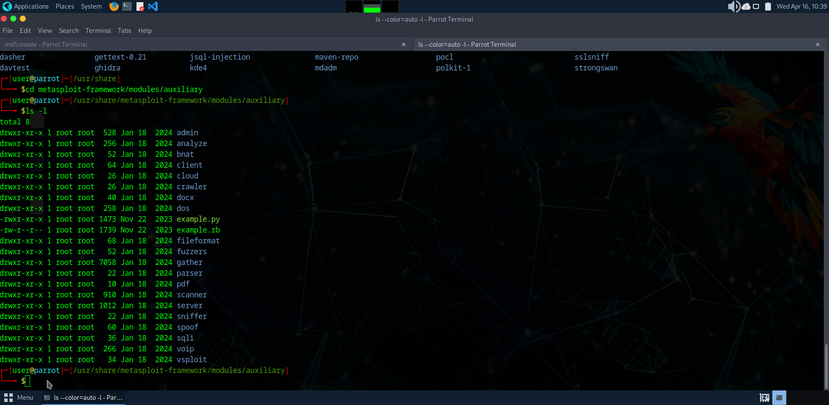 Applications Places System Wed Apr 16, 10:39
ls --color=auto -l - Parrot Terminal
File Edit View Search Terminal Tabs Help
msfconsole - Parrot Terminal × ls --color=auto -l - Parrot Terminal ×
dasher gettext-0.21 jsql-injection maven-repo pocl sslsniff
davtest ghidra kde4 mdadm polkit-1 strongswan
┌─[user@parrot]─[/usr/share]
└──╼ $cd metasploit-framework/modules/auxiliary
┌─[user@parrot]─[/usr/share/metasploit-framework/modules/auxiliary]
└──╼ $ls -l
total 8
drwxr-xr-x 1 root root 528 Jan 18 2024 admin
drwxr-xr-x 1 root root 256 Jan 18 2024 analyze
drwxr-xr-x 1 root root 52 Jan 18 2024 bnat
drwxr-xr-x 1 root root 64 Jan 18 2024 client
drwxr-xr-x 1 root root 26 Jan 18 2024 cloud
drwxr-xr-x 1 root root 26 Jan 18 2024 crawler
drwxr-xr-x 1 root root 40 Jan 18 2024 docx
drwxr-xr-x 1 root root 258 Jan 18 2024 dos
-rwxr-xr-x 1 root root 1473 Nov 22 2023 example.py
-rw-r--r-- 1 root root 1739 Nov 22 2023 example.rb
drwxr-xr-x 1 root root 68 Jan 18 2024 fileformat
drwxr-xr-x 1 root root 52 Jan 18 2024 fuzzers
drwxr-xr-x 1 root root 7058 Jan 18 2024 gather
drwxr-xr-x 1 root root 22 Jan 18 2024 parser
drwxr-xr-x 1 root root 10 Jan 18 2024 pdf
drwxr-xr-x 1 root root 910 Jan 18 2024 scanner
drwxr-xr-x 1 root root 1012 Jan 18 2024 server
drwxr-xr-x 1 root root 22 Jan 18 2024 sniffer
drwxr-xr-x 1 root root 60 Jan 18 2024 spoof
drwxr-xr-x 1 root root 36 Jan 18 2024 sqli
drwxr-xr-x 1 root root 266 Jan 18 2024 voip
drwxr-xr-x 1 root root 34 Jan 18 2024 vsploit
┌─[user@parrot]─[/usr/share/metasploit-framework/modules/auxiliary]
└──╼ $
Menu ls --color=auto -l - Par...